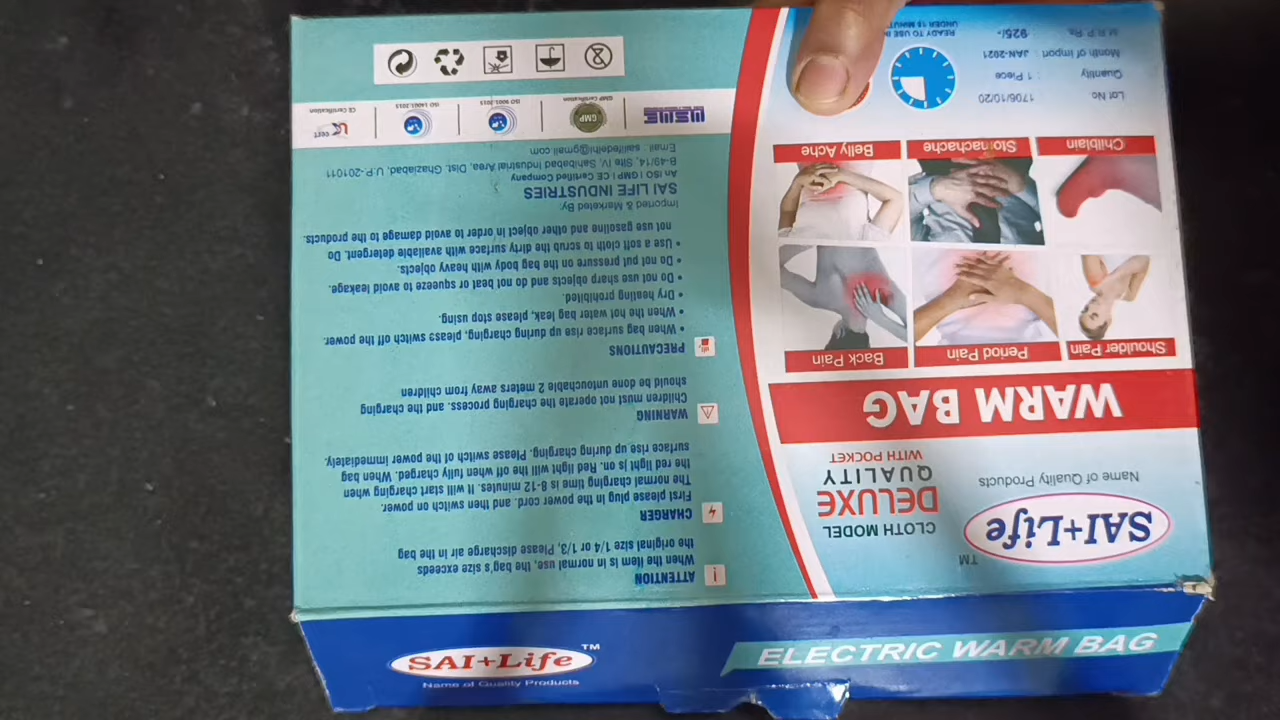 SAI+Life
TM
Name of Quality Products
ELECTRIC WARM BAG
TM
SAI+Life
Name of Quality Products
CLOTH MODEL
DELUXE
QUALITY
WITH POCKET
WARM BAG
Shoulder Pain
Period Pain
Back Pain
Chilblain
Stomachache
Belly Ache
Lot No : 1706/10/20
Quantity : 1 Piece
Month of Import : JAN-2021
M.R.P Rs. : 925/-
READY TO USE IN
UNDER 15 MINUT
ATTENTION
When the item is in normal use, the bag's size exceeds
the original size 1/4 or 1/3, Please discharge air in the bag
CHARGER
First please plug in the power cord. and then switch on power.
The normal charging time is 8-12 minutes. It will start charging when
the red light is on. Red light will the off when fully charged. When bag
surface rise up during charging. Please switch of the power immediately.
WARNING
Children must not operate the charging process. and the charging
should be done untouchable 2 meters away from children
PRECAUTIONS
• When bag surface rise up during charging, please switch off the power.
• When the hot water bag leak, please stop using.
• Dry heating prohibited.
• Do not use sharp objects and do not beat or squeeze to avoid leakage.
• Do not put pressure on the bag body with heavy objects.
• Use a soft cloth to scrub the dirty surface with available detergent, Do
not use gasoline and other object in order to avoid damage to the products.
Imported & Marketed By:
SAI LIFE INDUSTRIES
An ISO I GMP I CE Certified Company
B-49/14, Site IV, Sahibabad Industrial Area, Dist. Ghaziabad, U.P.-201011
Email: sailifedelhi@gmail.com
MSME
GMP
GMP Certification
ISO 9001:2015
ISO 14001:2015
cert
CE Certification